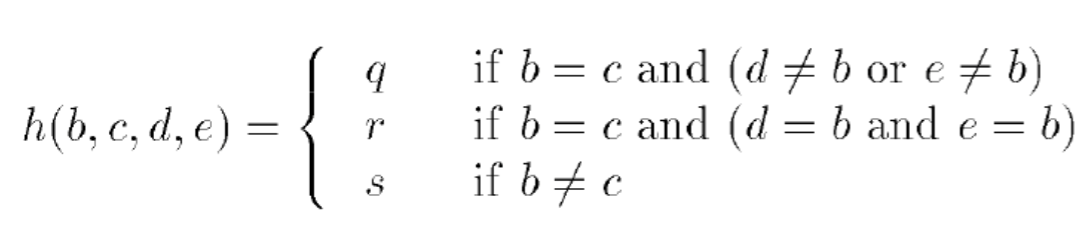 q if b = c and (d ≠ b or e ≠ b)
h(b, c, d, e) = { r if b = c and (d = b and e = b)
s if b ≠ c